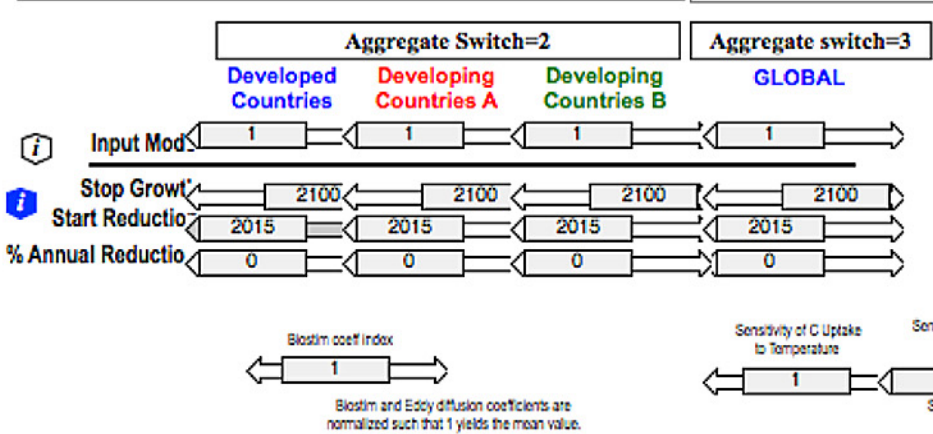 Aggregate Switch=2 Aggregate switch=3
Developed Developing Developing GLOBAL
Countries Countries A Countries B
i Input Mod 1 1 1 1
i Stop Growt 2100 2100 2100 2100
Start Reductio 2015 2015 2015 2015
% Annual Reductio 0 0 0 0
Biostim coeff index
1
Biostim and Eddy diffusion coefficients are
normalized such that 1 yields the mean value.
Sensitivity of C Uptake
to Temperature
1
Sen
S